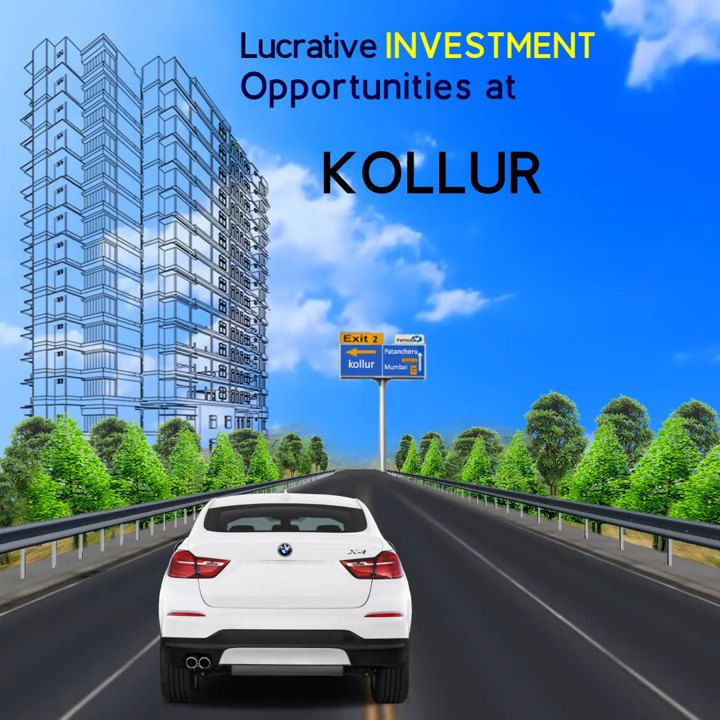 Lucrative INVESTMENT
Opportunities at
KOLLUR
Exit 2
kollur
Patancheru
Mumbai
X4